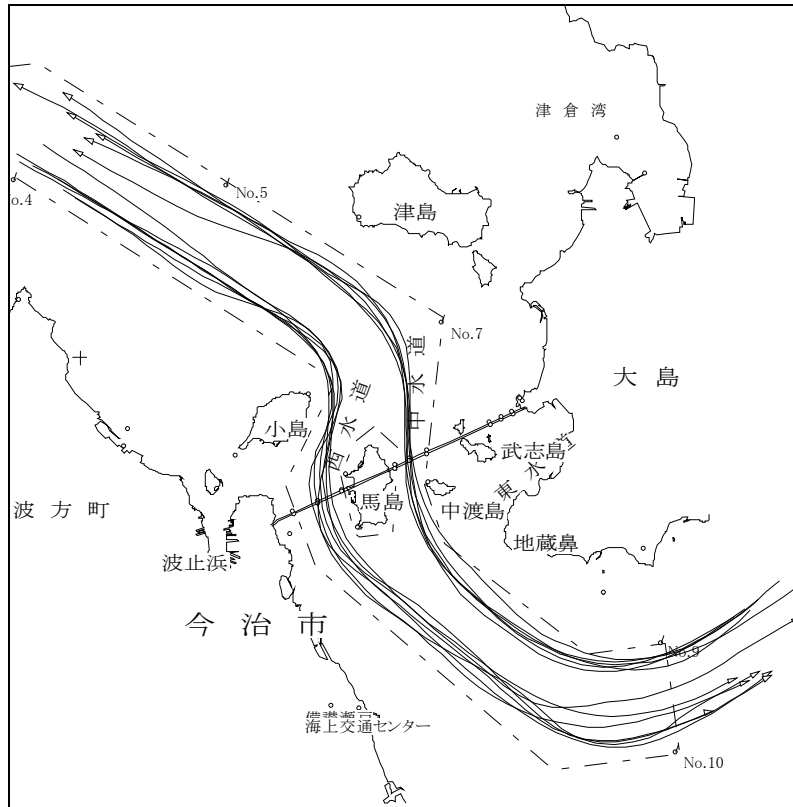 津 倉 湾
No.5
o.4
津島
No.7
中水道
大 島
西水道
小島
武志島
東水
馬島
波 方 町
中渡島
地蔵鼻
波止浜
今 治 市
No.9
備讃瀬戸
海上交通センター
No.10